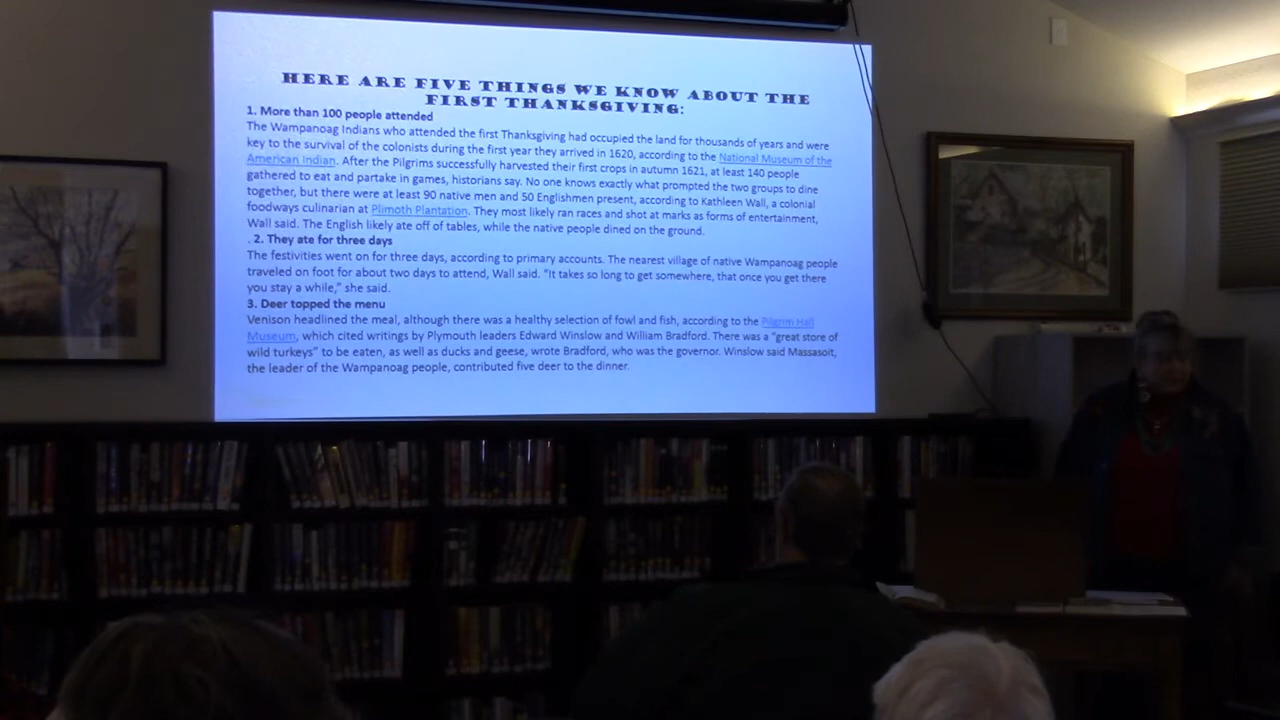 HERE ARE FIVE THINGS WE KNOW ABOUT THE
FIRST THANKSGIVING:
1. More than 100 people attended
The Wampanoag Indians who attended the first Thanksgiving had occupied the land for thousands of years and were
key to the survival of the colonists during the first year they arrived in 1620, according to the National Museum of the
American Indian. After the Pilgrims successfully harvested their first crops in autumn 1621, at least 140 people
gathered to eat and partake in games, historians say. No one knows exactly what prompted the two groups to dine
together, but there were at least 90 native men and 50 Englishmen present, according to Kathleen Wall, a colonial
foodways culinarian at Plimoth Plantation. They most likely ran races and shot at marks as forms of entertainment,
Wall said. The English likely ate off of tables, while the native people dined on the ground.
. 2. They ate for three days
The festivities went on for three days, according to primary accounts. The nearest village of native Wampanoag people
traveled on foot for about two days to attend, Wall said. "It takes so long to get somewhere, that once you get there
you stay a while," she said.
3. Deer topped the menu
Venison headlined the meal, although there was a healthy selection of fowl and fish, according to the Pilgrim Hall
Museum, which cited writings by Plymouth leaders Edward Winslow and William Bradford. There was a "great store of
wild turkeys" to be eaten, as well as ducks and geese, wrote Bradford, who was the governor. Winslow said Massasoit,
the leader of the Wampanoag people, contributed five deer to the dinner.